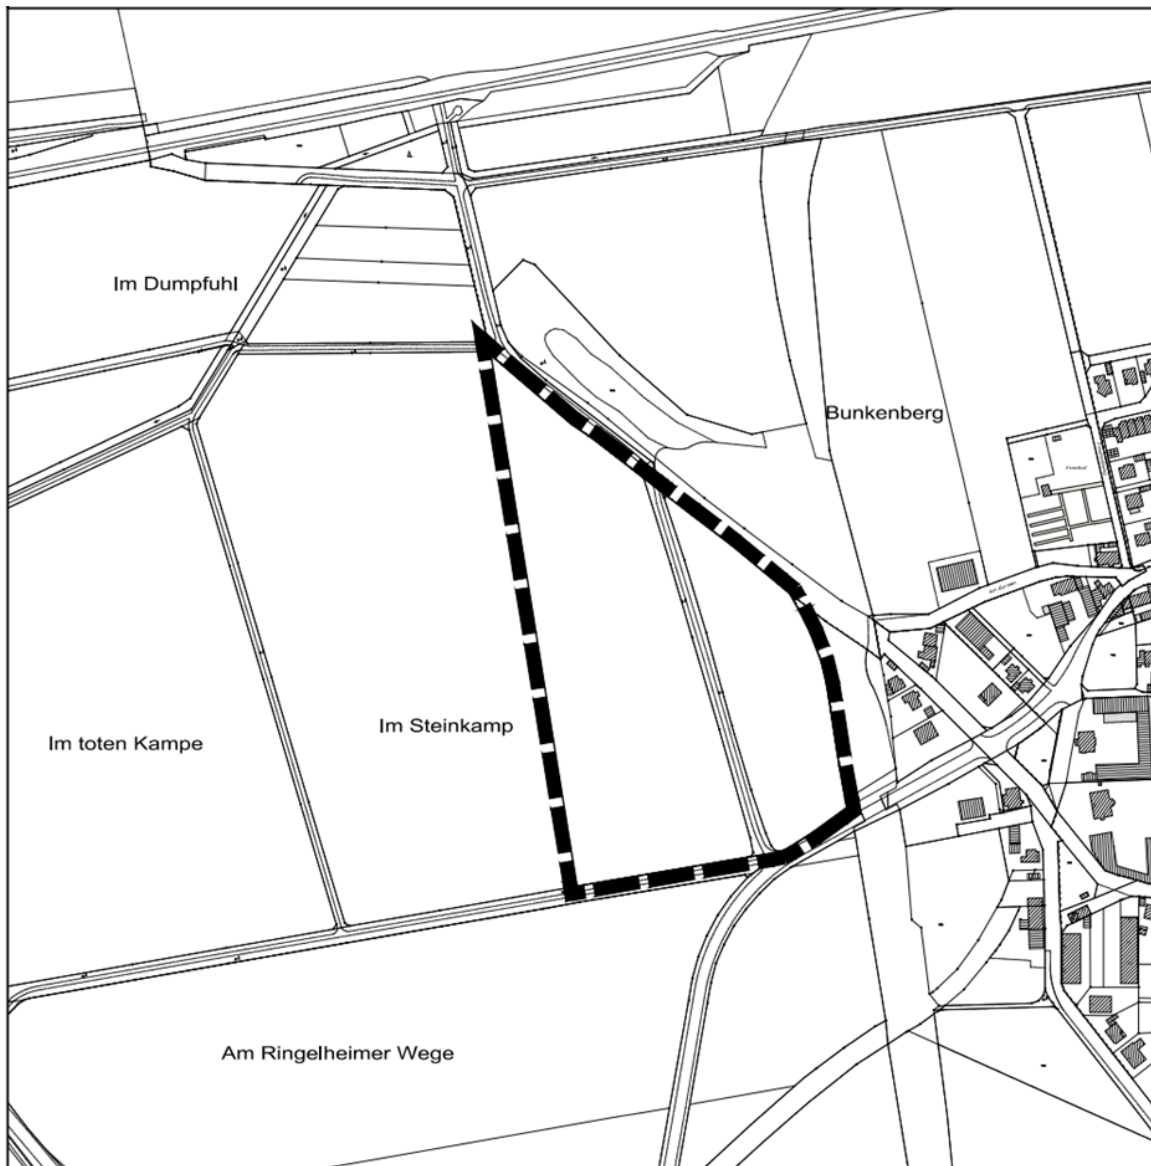 Im Dumpfuhl
Bunkenberg
Im Steinkamp
Im toten Kampe
Am Ringelheimer Wege